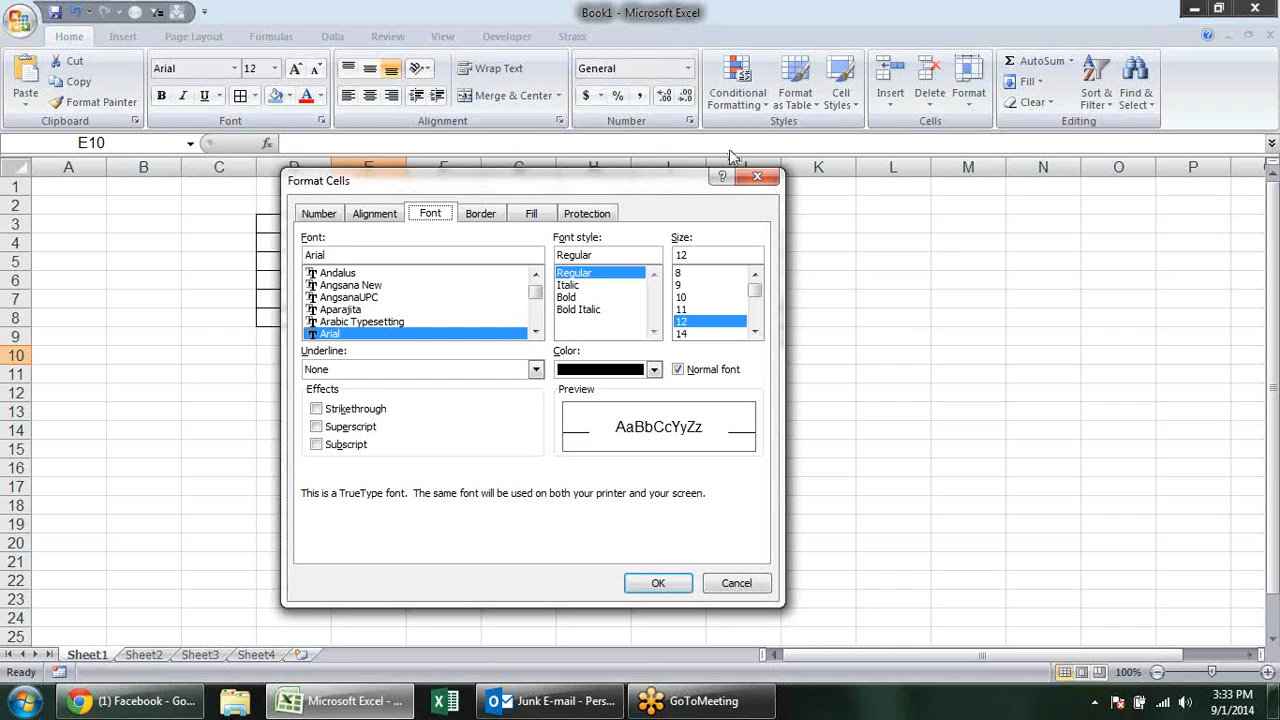 Book1 - Microsoft Excel
Home Insert Page Layout Formulas Data Review View Developer Straxx
Paste
Cut
Copy
Format Painter
Clipboard
Arial 12
B I U
A
Font
Wrap Text
Merge & Center
Alignment
General
$ % ,
Number
Conditional Formatting
Format as Table
Cell Styles
Styles
Insert Delete Format
Cells
AutoSum
Fill
Clear
Sort & Filter
Find & Select
Editing
E10 fx
A B C K L M N O P
Format Cells
Number Alignment Font Border Fill Protection
Font: Font style: Size:
Arial Regular 12
Andalus Regular 8
Angsana New Italic 9
AngsanaUPC Bold 10
Aparajita Bold Italic 11
Arabic Typesetting 12
Arial 14
Underline: Color:
None Normal font
Effects Preview
Strikethrough
Superscript AaBbCcYyZz
Subscript
This is a TrueType font. The same font will be used on both your printer and your screen.
OK Cancel
1
2
3
4
5
6
7
8
9
10
11
12
13
14
15
16
17
18
19
20
21
22
23
24
25
Sheet1 Sheet2 Sheet3 Sheet4
Ready 100%
(1) Facebook - Go... Microsoft Excel - ... Junk E-mail - Pers... GoToMeeting
3:33 PM
9/1/2014